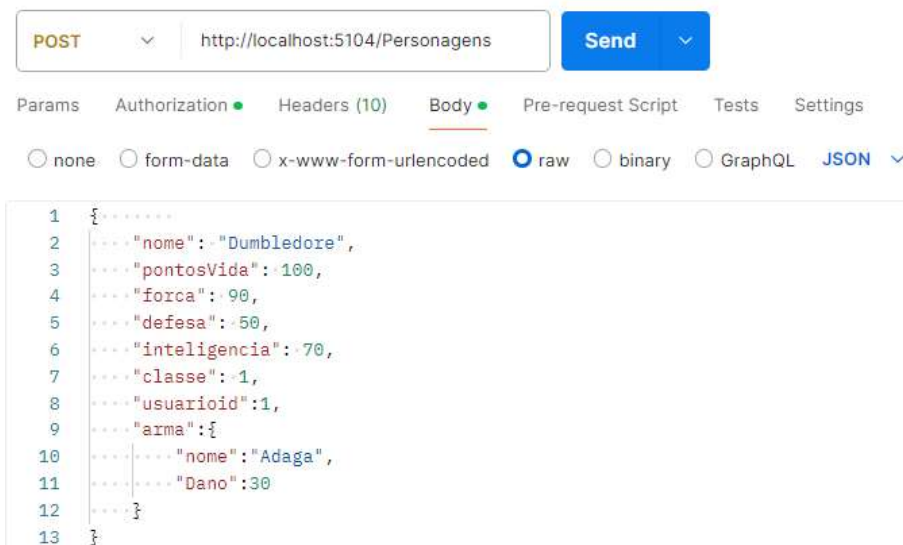 POST http://localhost:5104/Personagens Send
Params Authorization Headers (10) Body Pre-request Script Tests Settings
none form-data x-www-form-urlencoded raw binary GraphQL JSON
1 {
2 "nome": "Dumbledore",
3 "pontosVida": 100,
4 "forca": 90,
5 "defesa": 50,
6 "inteligencia": 70,
7 "classe": 1,
8 "usuarioid":1,
9 "arma":{
10 "nome":"Adaga",
11 "Dano":30
12 }
13 }